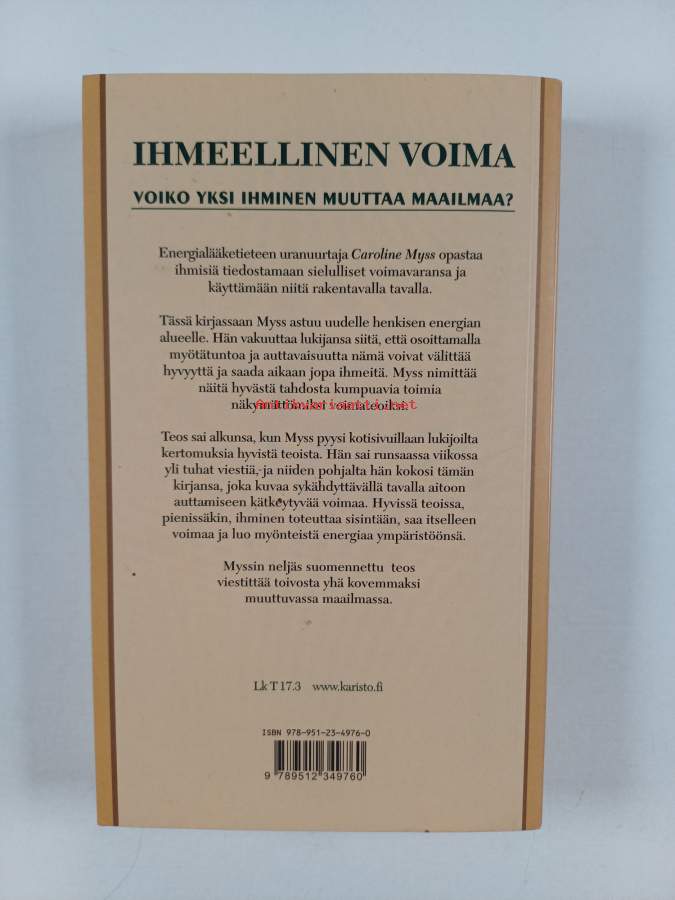 IHMEELLINEN VOIMA
VOIKO YKSI IHMINEN MUUTTAA MAAILMAA?
Energialääketieteen uranuurtaja Caroline Myss opastaa
ihmisiä tiedostamaan sielulliset voimavaransa ja
käyttämään niitä rakentavalla tavalla.
Tässä kirjassaan Myss astuu uudelle henkisen energian
alueelle. Hän vakuuttaa lukijansa siitä, että osoittamalla
myötätuntoa ja auttavaisuutta nämä voivat välittää
hyvyyttä ja saada aikaan jopa ihmeitä. Myss nimittää
näitä hyvästä tahdosta kumpuavia toimia
näkymättömiksi voimateoiksi.
Antikvariaatti.net
Teos sai alkunsa, kun Myss pyysi kotisivuillaan lukijoilta
kertomuksia hyvistä teoista. Hän sai runsaassa viikossa
yli tuhat viestiä, ja niiden pohjalta hän kokosi tämän
kirjansa, joka kuvaa sykähdyttävällä tavalla aitoon
auttamiseen kätkeytyvää voimaa. Hyvissä teoissa,
pienissäkin, ihminen toteuttaa sisintään, saa itselleen
voimaa ja luo myönteistä energiaa ympäristöönsä.
Myssin neljäs suomennettu teos
viestittää toivosta yhä kovemmaksi
muuttuvassa maailmassa.
Lk T 17.3 www.karisto.fi
ISBN 978-951-23-4976-0
9 789512 349760